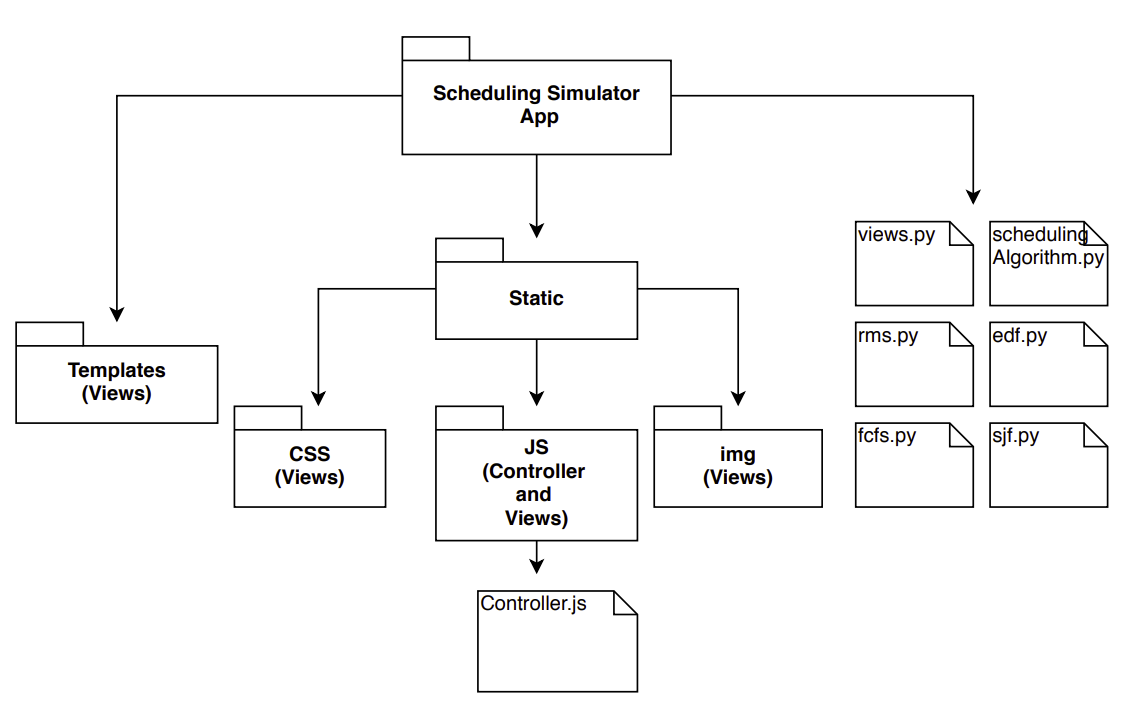 Scheduling Simulator
App
views.py
scheduling
Algorithm.py
Static
rms.py
edf.py
Templates
(Views)
fcfs.py
sjf.py
CSS
(Views)
JS
(Controller
and
Views)
img
(Views)
Controller.js